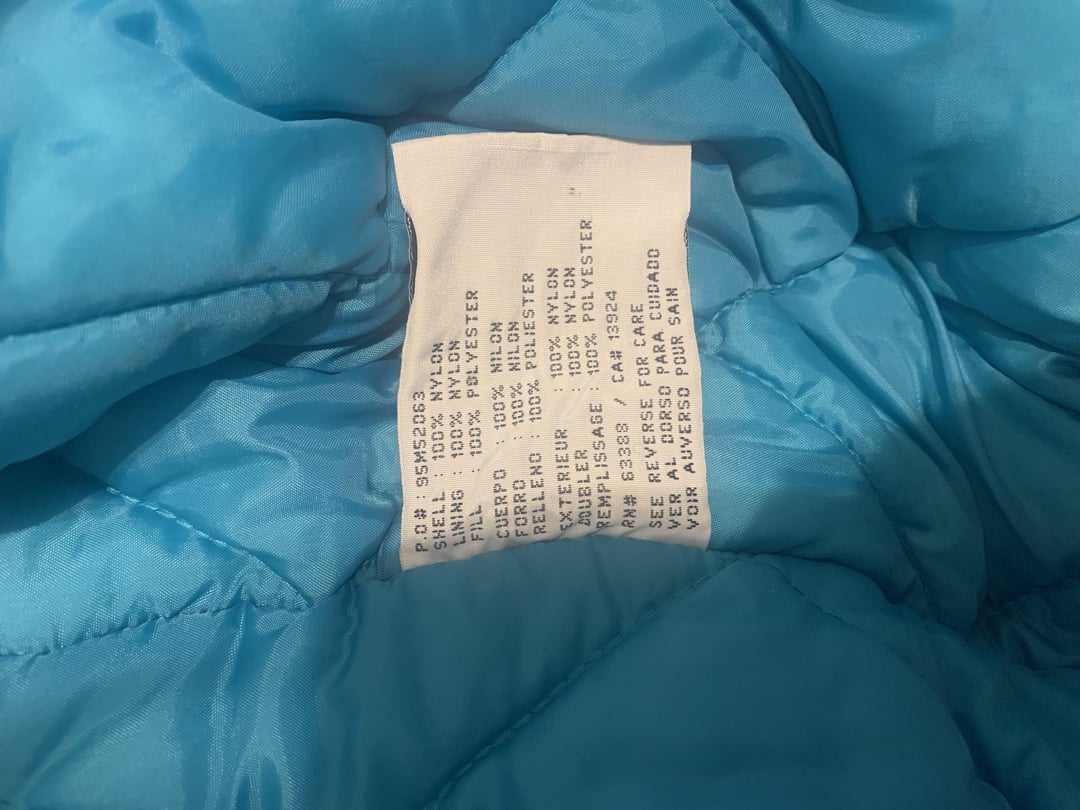 P.O#:95M52063
SHELL : 100% NYLON
LINING : 100% NYLON
FILL : 100% POLYESTER
CUERPO : 100% NILON
FORRO : 100% NILON
RELLENO : 100% POLIESTER
EXTERIEUR : 100% NYLON
DOUBLER : 100% NYLON
REMPLISSAGE : 100% POLYESTER
RN# 63388 / CA# 13924
SEE REVERSE FOR CARE
VER AL DORSO PARA CUIDADO
VOIR AUVERSO POUR SAIN